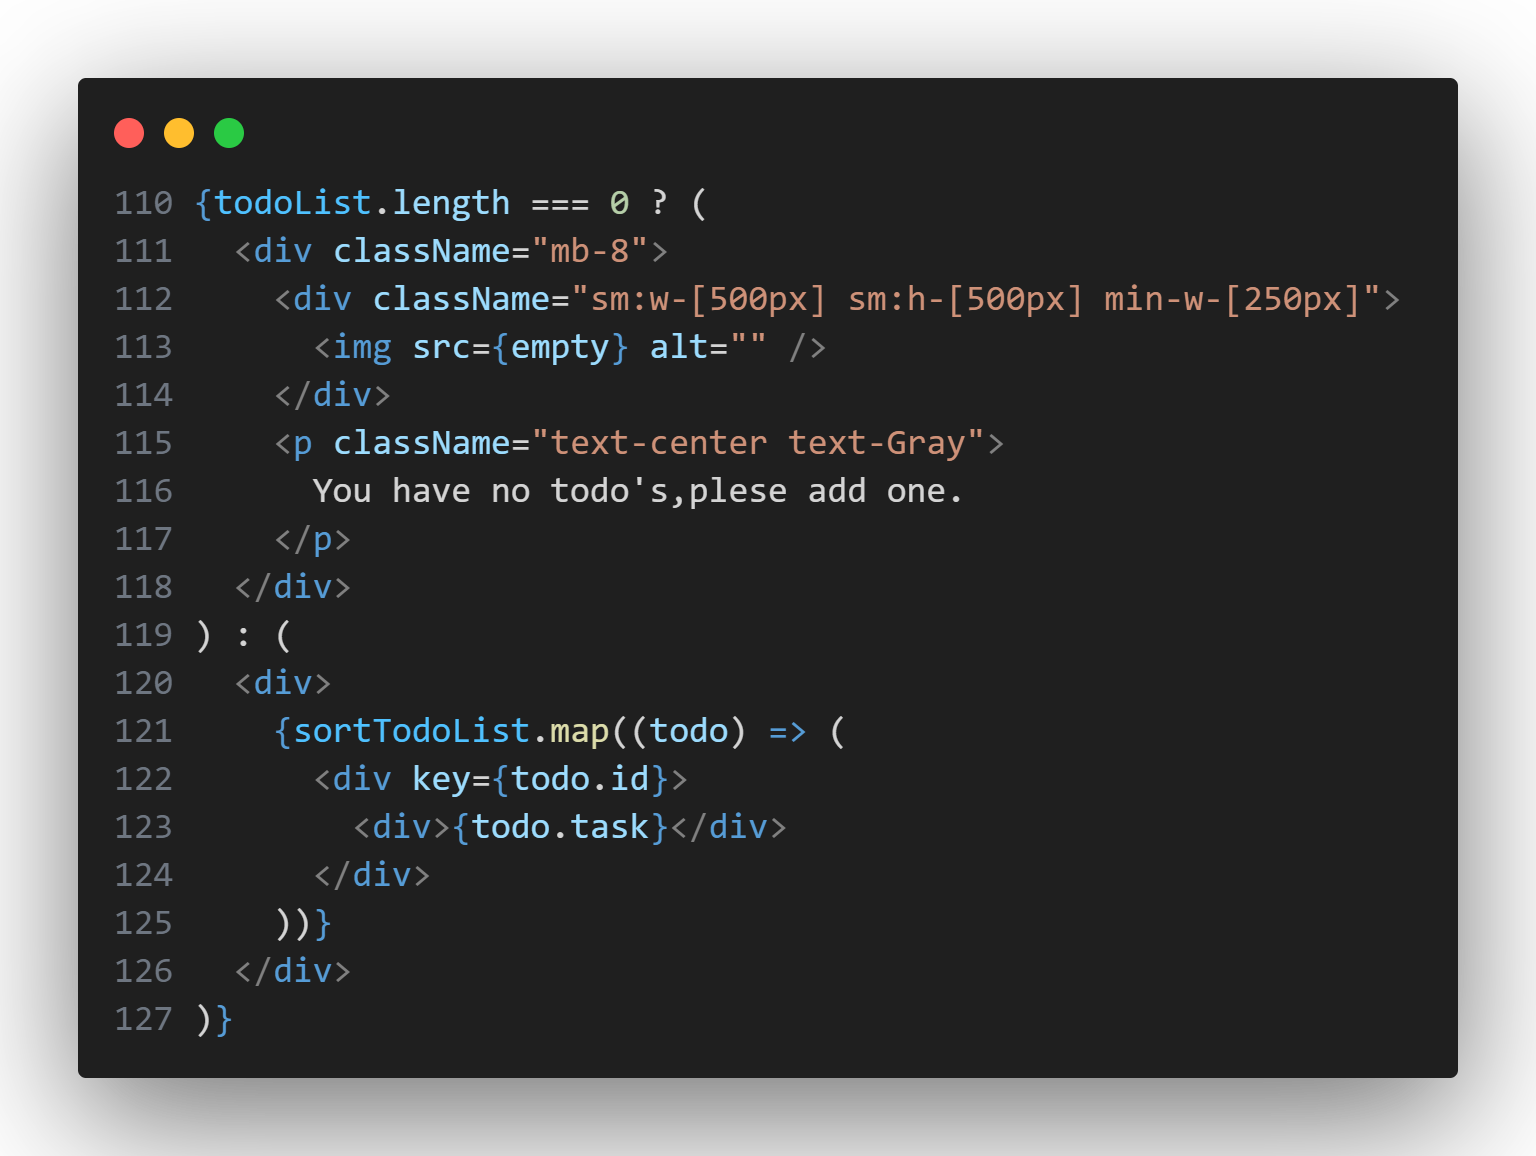 110 {todoList.length === 0 ? (
111   <div className="mb-8">
112     <div className="sm:w-[500px] sm:h-[500px] min-w-[250px]">
113       <img src={empty} alt="" />
114     </div>
115     <p className="text-center text-Gray">
116       You have no todo's,plese add one.
117     </p>
118   </div>
119 ) : (
120   <div>
121     {sortTodoList.map((todo) => (
122       <div key={todo.id}>
123         <div>{todo.task}</div>
124       </div>
125     ))}
126   </div>
127 )}